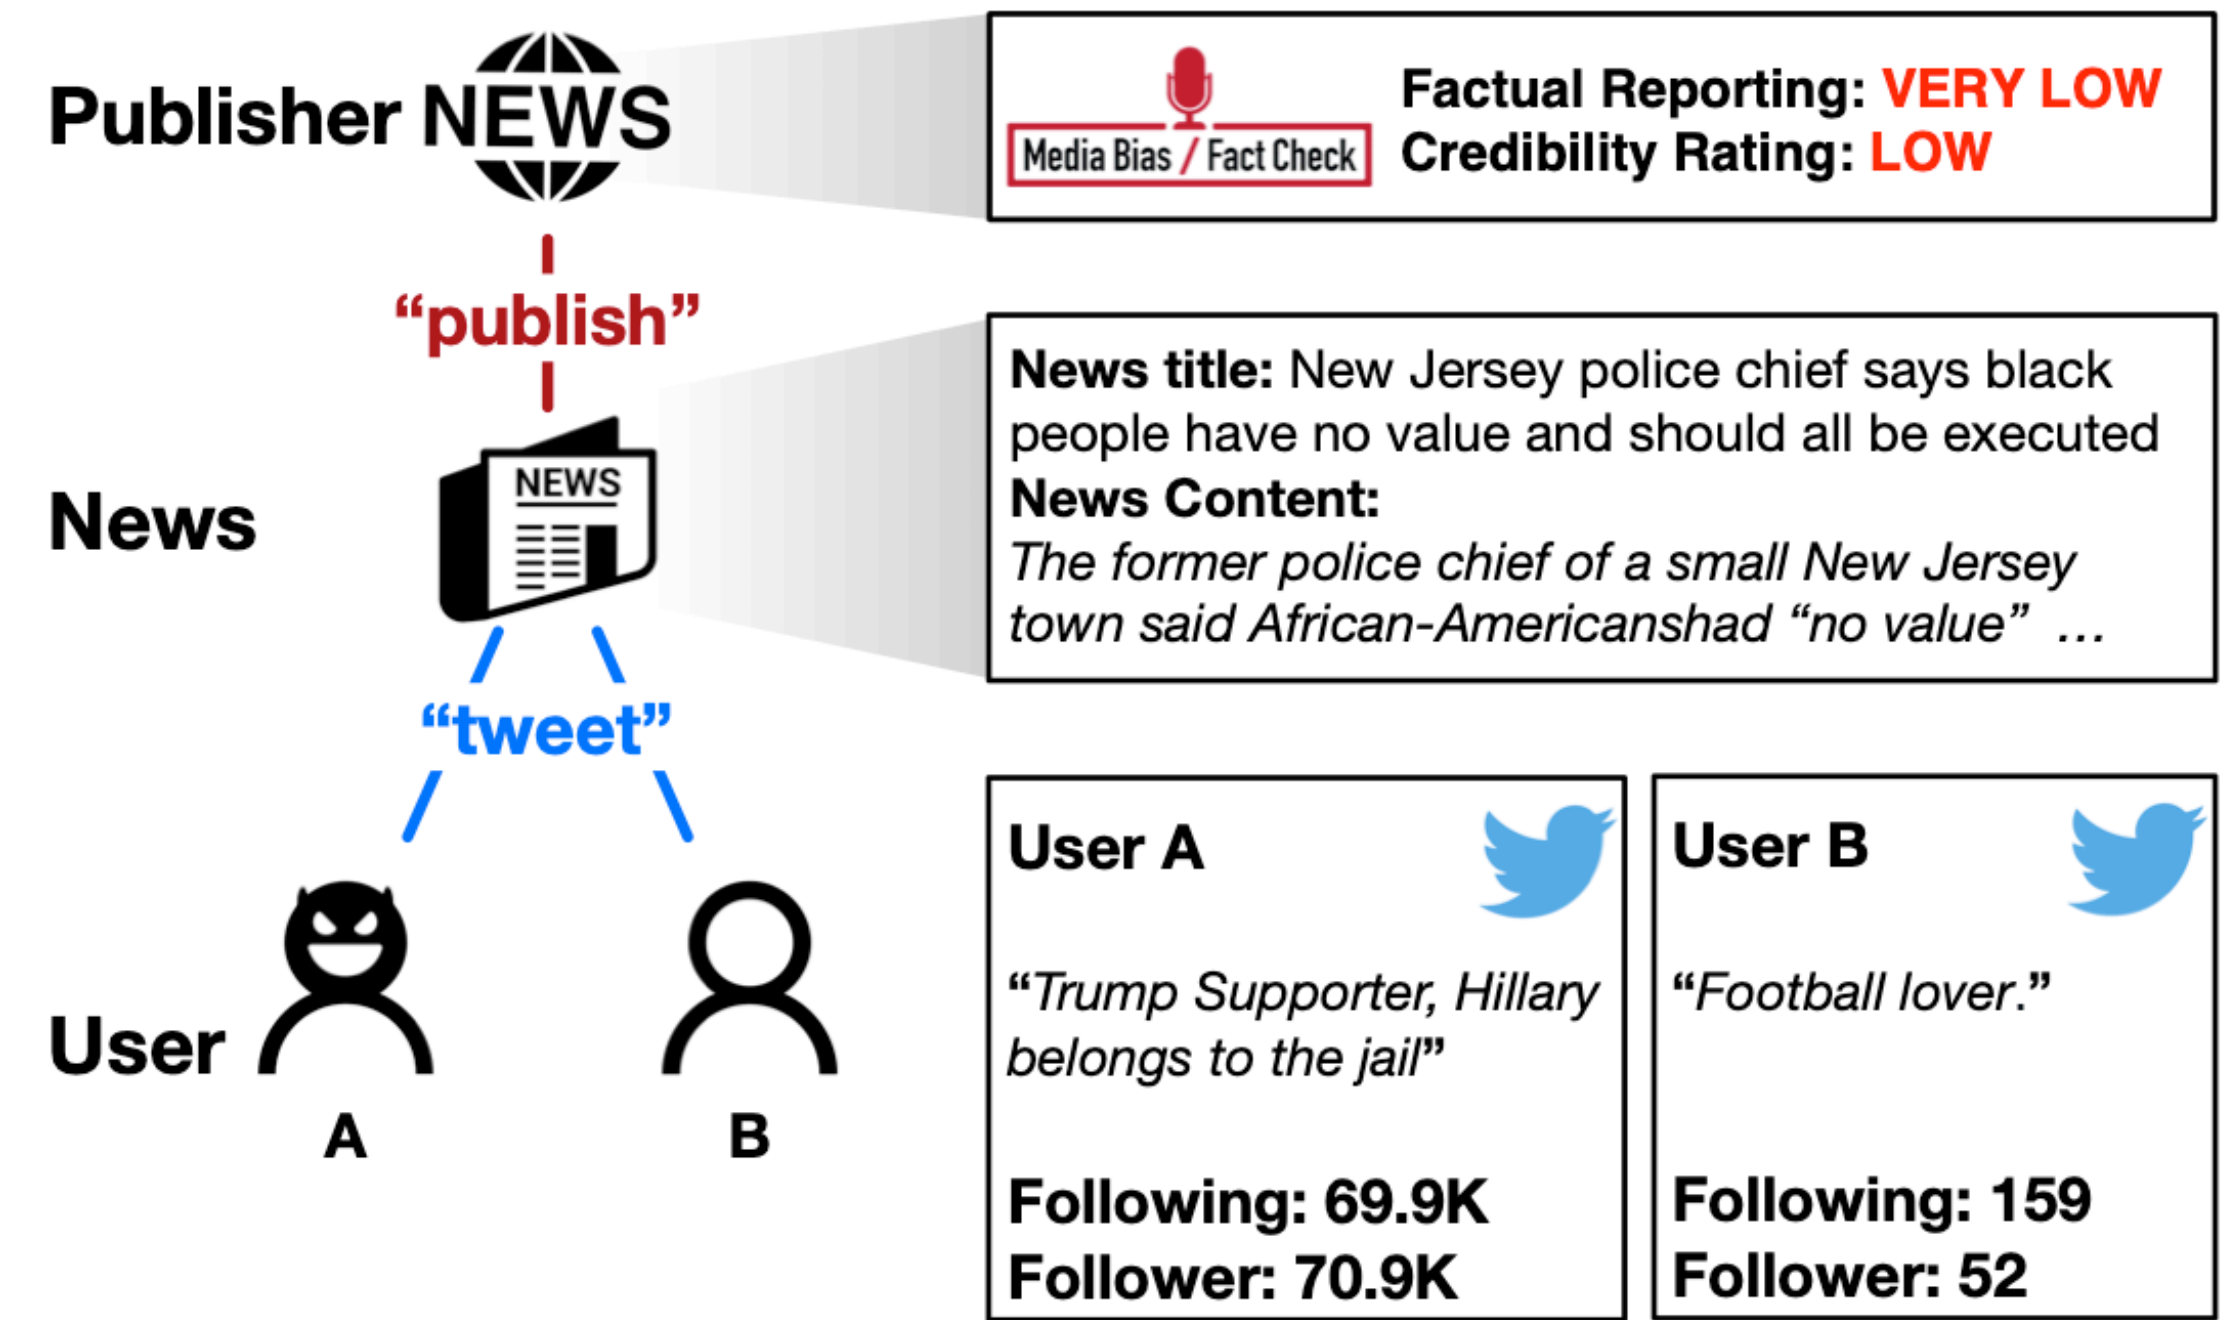 Publisher NEWS
Media Bias / Fact Check
Factual Reporting: VERY LOW
Credibility Rating: LOW
“publish”
News
NEWS
News title: New Jersey police chief says black
people have no value and should all be executed
News Content:
The former police chief of a small New Jersey
town said African-Americanshad “no value” ...
“tweet”
User
A
B
User A
“Trump Supporter, Hillary
belongs to the jail”
Following: 69.9K
Follower: 70.9K
User B
“Football lover.”
Following: 159
Follower: 52